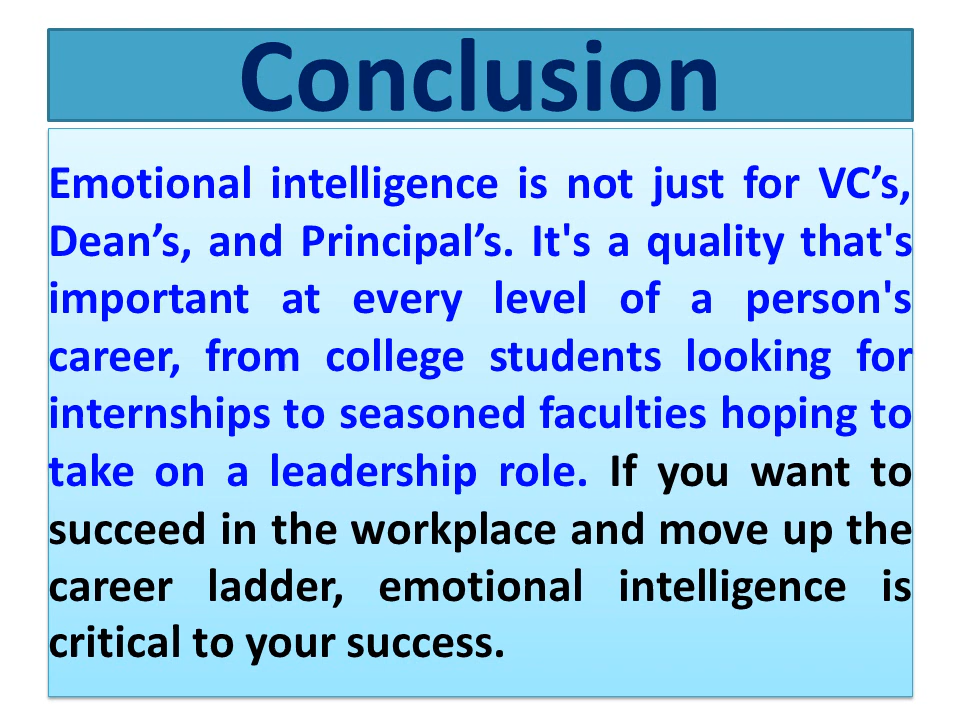 Conclusion
Emotional intelligence is not just for VC’s,
Dean’s, and Principal’s. It's a quality that's
important at every level of a person's
career, from college students looking for
internships to seasoned faculties hoping to
take on a leadership role. If you want to
succeed in the workplace and move up the
career ladder, emotional intelligence is
critical to your success.